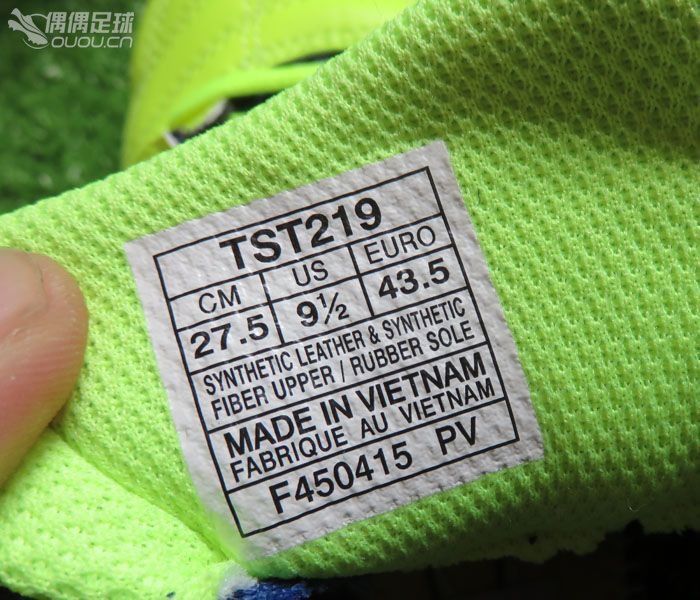 偶偶足球
OUOU.CN
TST219
CM US EURO
27.5 9½ 43.5
SYNTHETIC LEATHER & SYNTHETIC
FIBER UPPER / RUBBER SOLE
MADE IN VIETNAM
FABRIQUE AU VIETNAM
F450415 PV